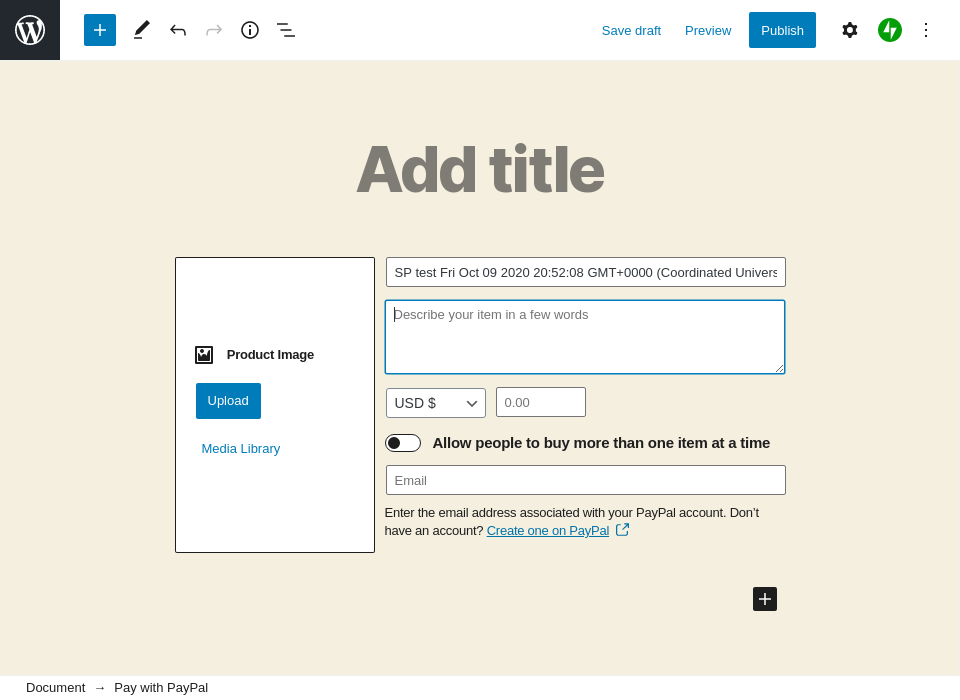 Save draft
Preview
Publish
Add title
SP test Fri Oct 09 2020 20:52:08 GMT+0000 (Coordinated Univers
Describe your item in a few words
Product Image
Upload
Media Library
USD $
0.00
Allow people to buy more than one item at a time
Email
Enter the email address associated with your PayPal account. Don’t
have an account? Create one on PayPal
Document → Pay with PayPal